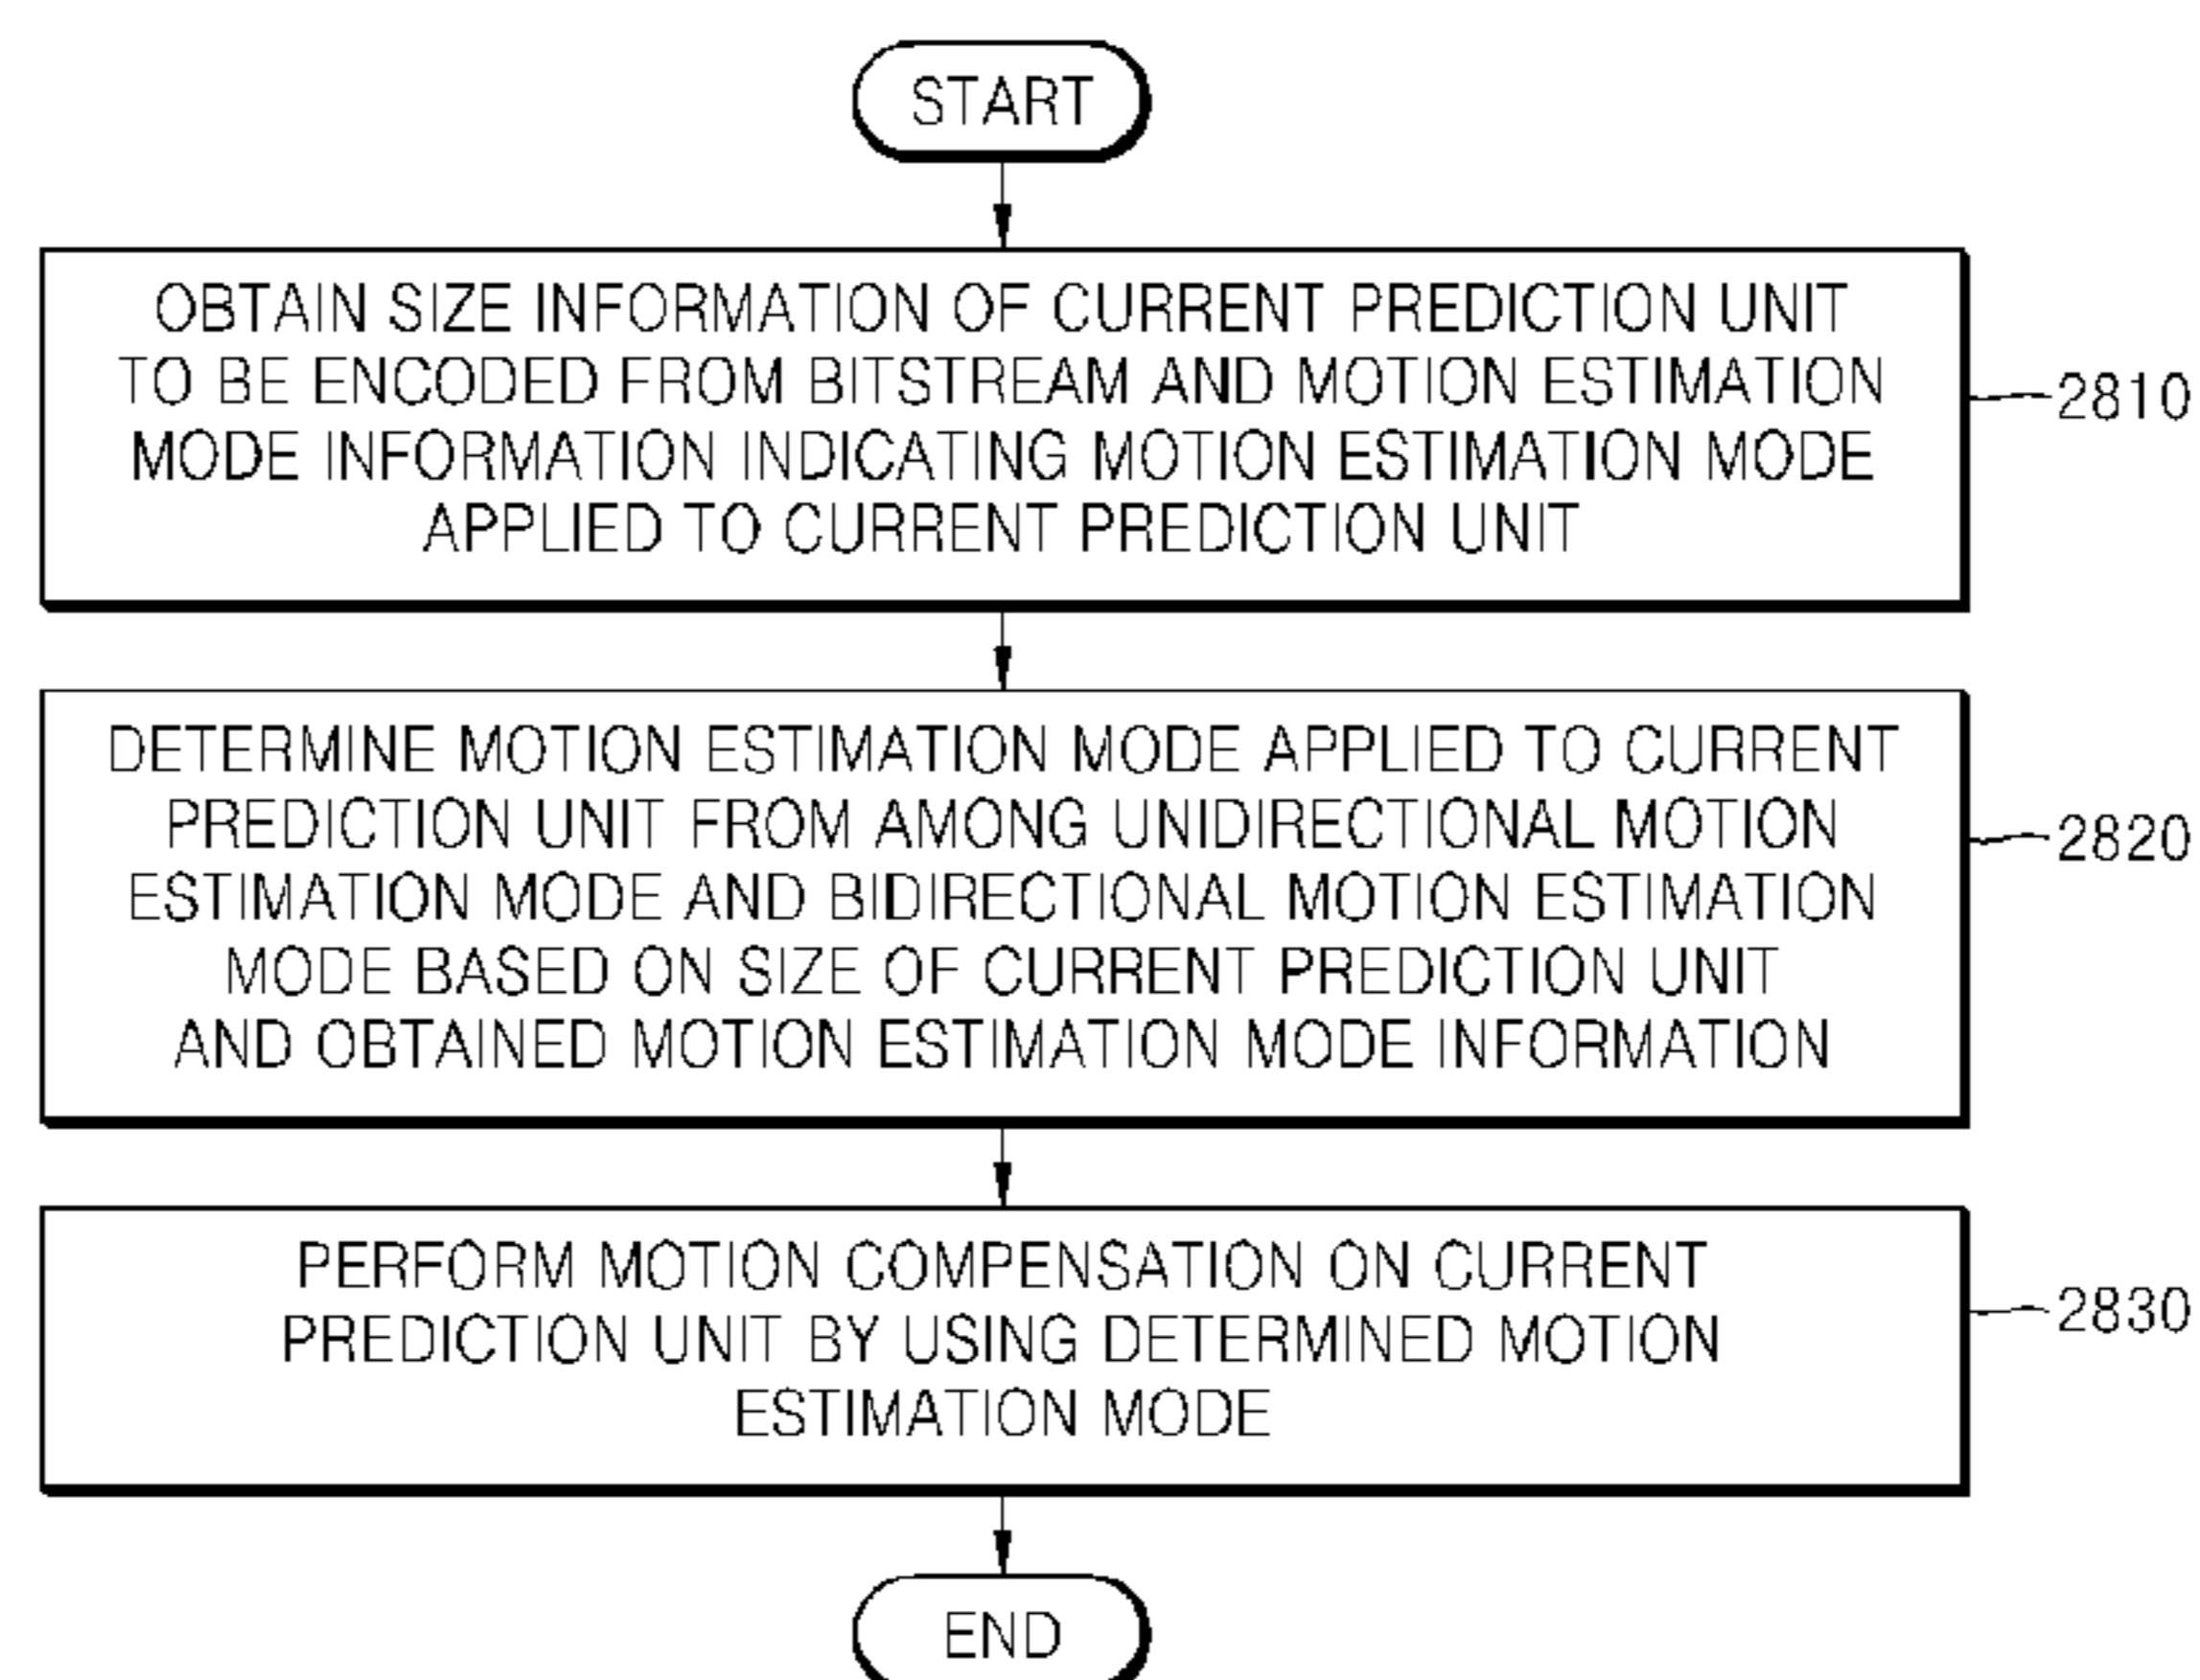 START
OBTAIN SIZE INFORMATION OF CURRENT PREDICTION UNIT
TO BE ENCODED FROM BITSTREAM AND MOTION ESTIMATION
MODE INFORMATION INDICATING MOTION ESTIMATION MODE
APPLIED TO CURRENT PREDICTION UNIT
2810
DETERMINE MOTION ESTIMATION MODE APPLIED TO CURRENT
PREDICTION UNIT FROM AMONG UNIDIRECTIONAL MOTION
ESTIMATION MODE AND BIDIRECTIONAL MOTION ESTIMATION
MODE BASED ON SIZE OF CURRENT PREDICTION UNIT
AND OBTAINED MOTION ESTIMATION MODE INFORMATION
2820
PERFORM MOTION COMPENSATION ON CURRENT
PREDICTION UNIT BY USING DETERMINED MOTION
ESTIMATION MODE
2830
END